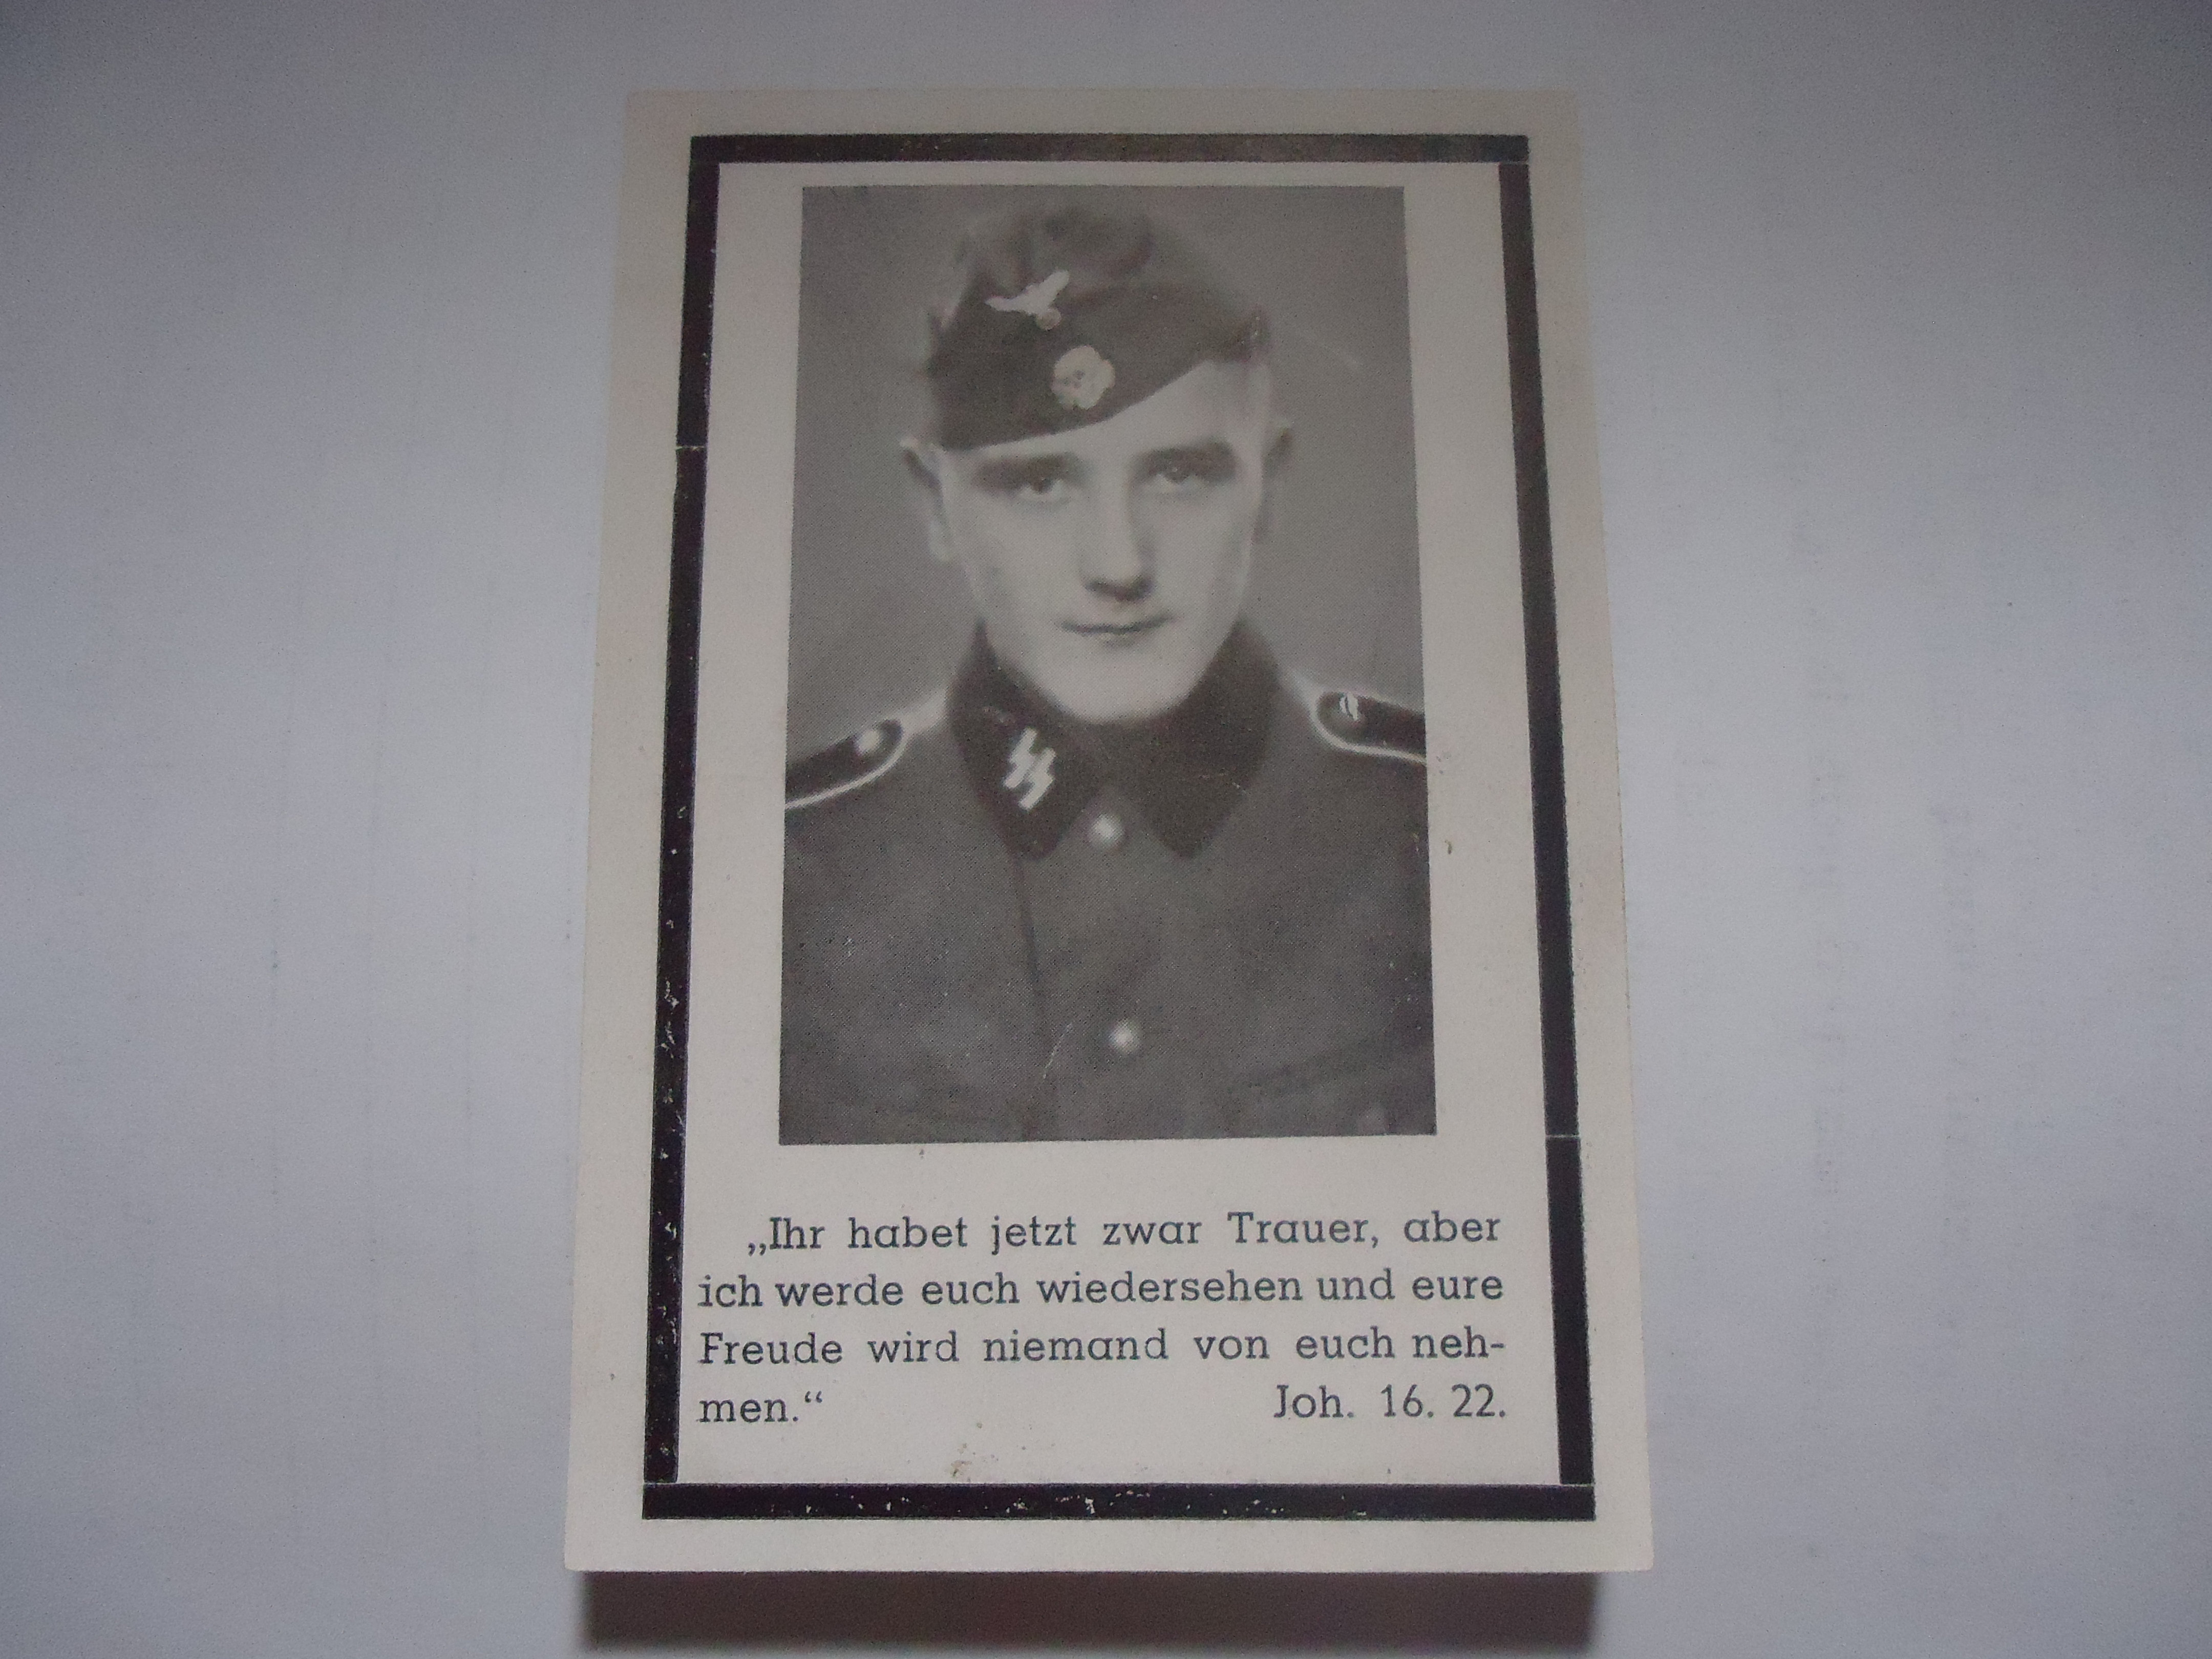 „Ihr habet jetzt zwar Trauer, aber
ich werde euch wiedersehen und eure
Freude wird niemand von euch neh-
men.“ Joh. 16. 22.